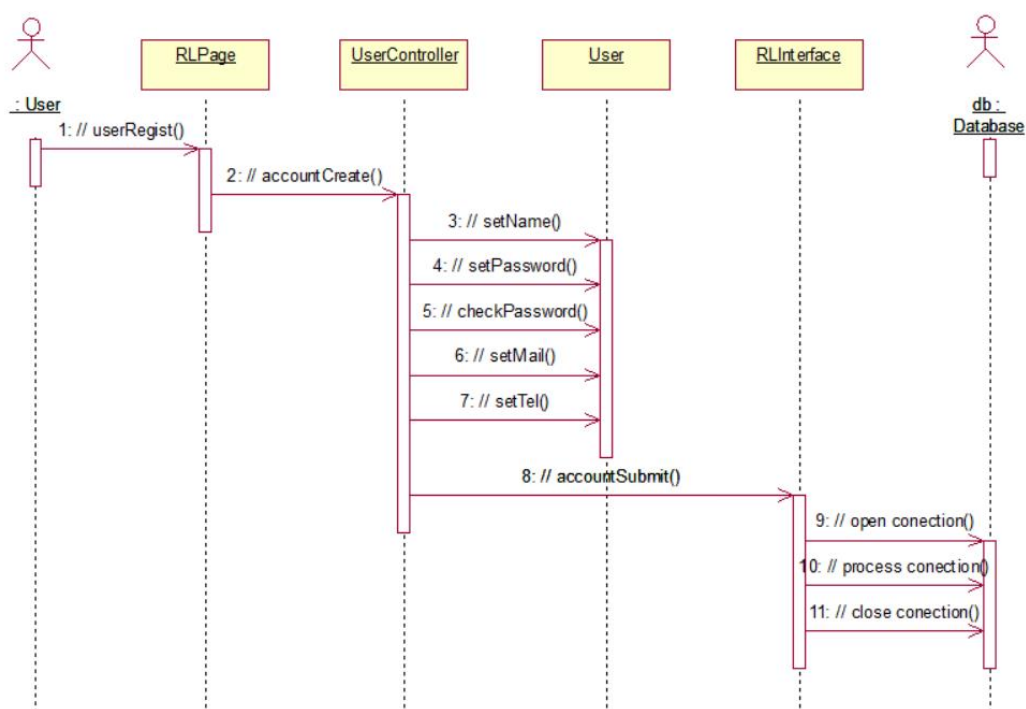 RLPage
UserController
User
RLInterface
: User
db :
Database
1: // userRegist()
2: // accountCreate()
3: // setName()
4: // setPassword()
5: // checkPassword()
6: // setMail()
7: // setTel()
8: // accountSubmit()
9: // open conection()
10: // process conection()
11: // close conection()